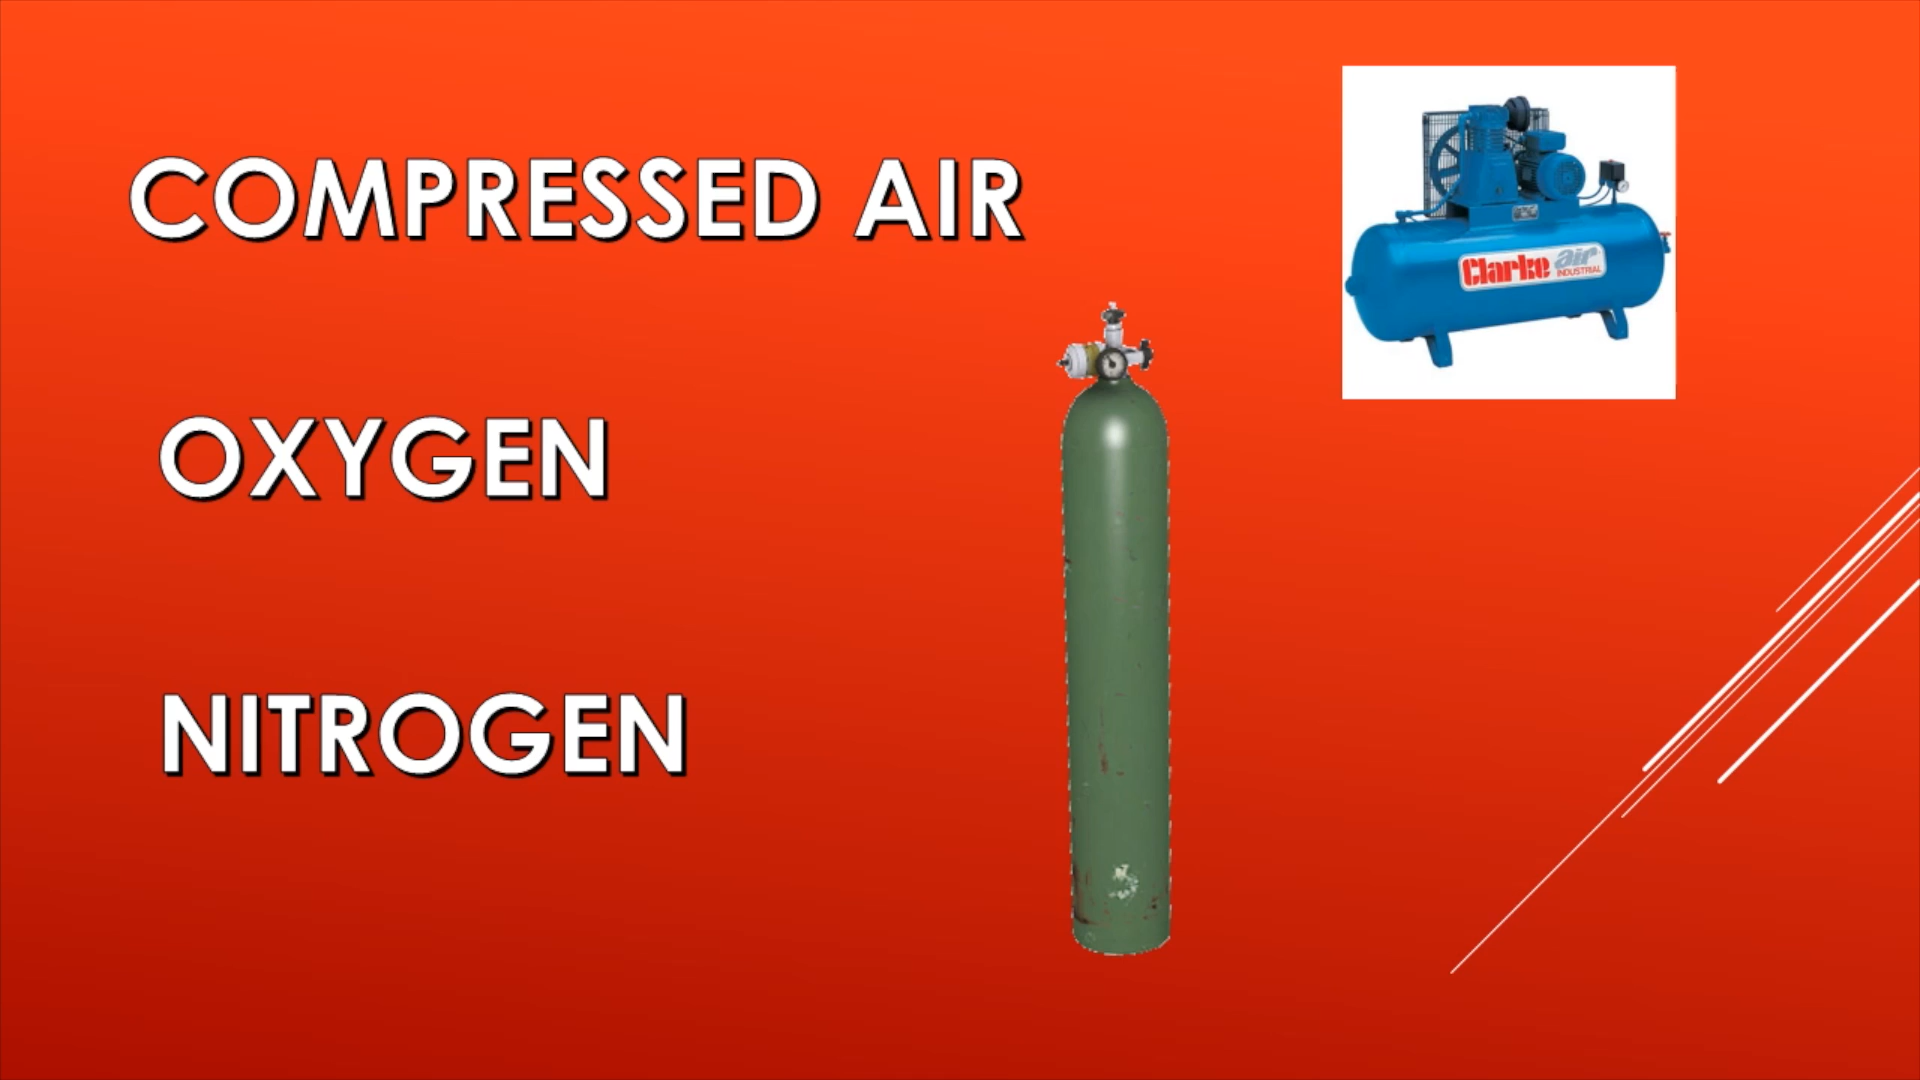 COMPRESSED AIR
Clarke air
INDUSTRIAL
OXYGEN
NITROGEN